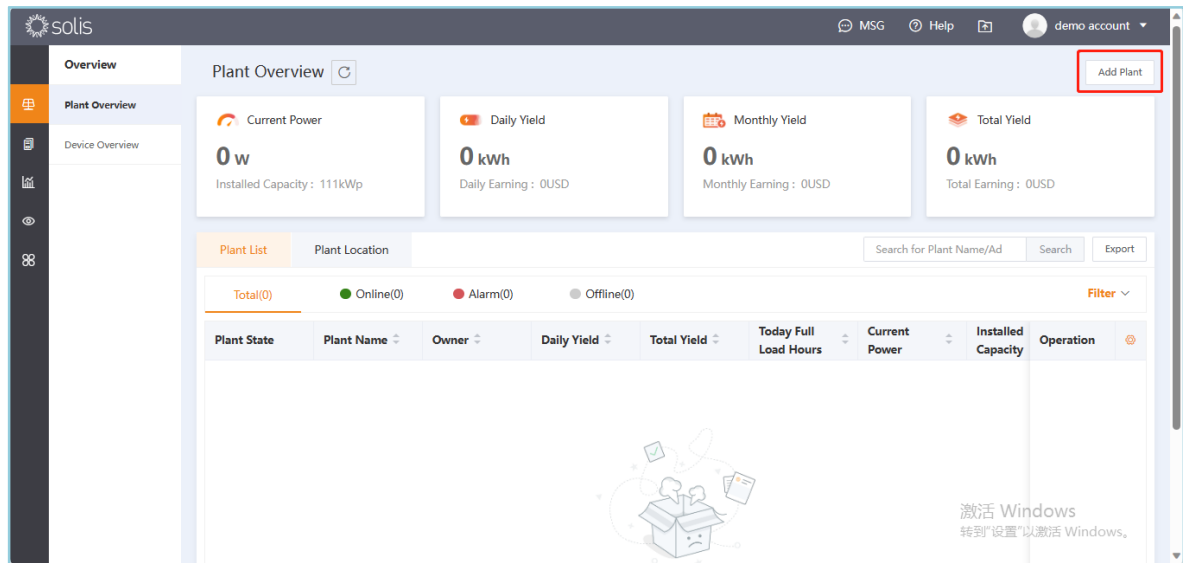 solis
MSG
Help
demo account
Overview
Plant Overview
Device Overview
Plant Overview
Add Plant
Current Power
0 W
Installed Capacity : 111kWp
Daily Yield
0 kWh
Daily Earning : 0USD
Monthly Yield
0 kWh
Monthly Earning : 0USD
Total Yield
0 kWh
Total Earning : 0USD
Plant List
Plant Location
Search for Plant Name/Ad
Search
Export
Total(0)
Online(0)
Alarm(0)
Offline(0)
Filter
Plant State
Plant Name
Owner
Daily Yield
Total Yield
Today Full
Load Hours
Current
Power
Installed
Capacity
Operation
激活 Windows
转到"设置"以激活 Windows。